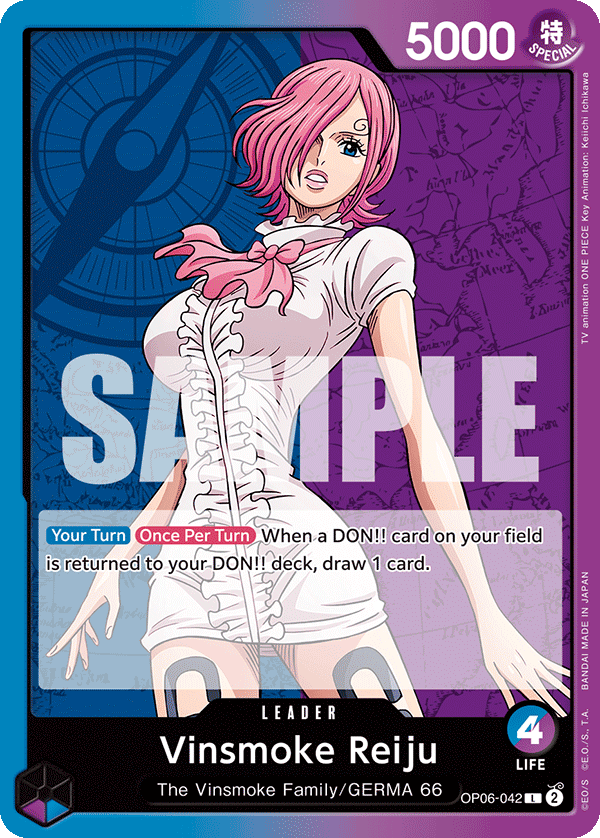 5000
特
SPECIAL
TV animation ONE PIECE Key Animation: Keiichi Ichikawa
SAMPLE
Your Turn Once Per Turn When a DON!! card on your field
is returned to your DON!! deck, draw 1 card.
BANDAI MADE IN JAPAN
©E.O./S., T.A.
©EO/S
LEADER
4
LIFE
Vinsmoke Reiju
The Vinsmoke Family/GERMA 66
OP06-042 L 2